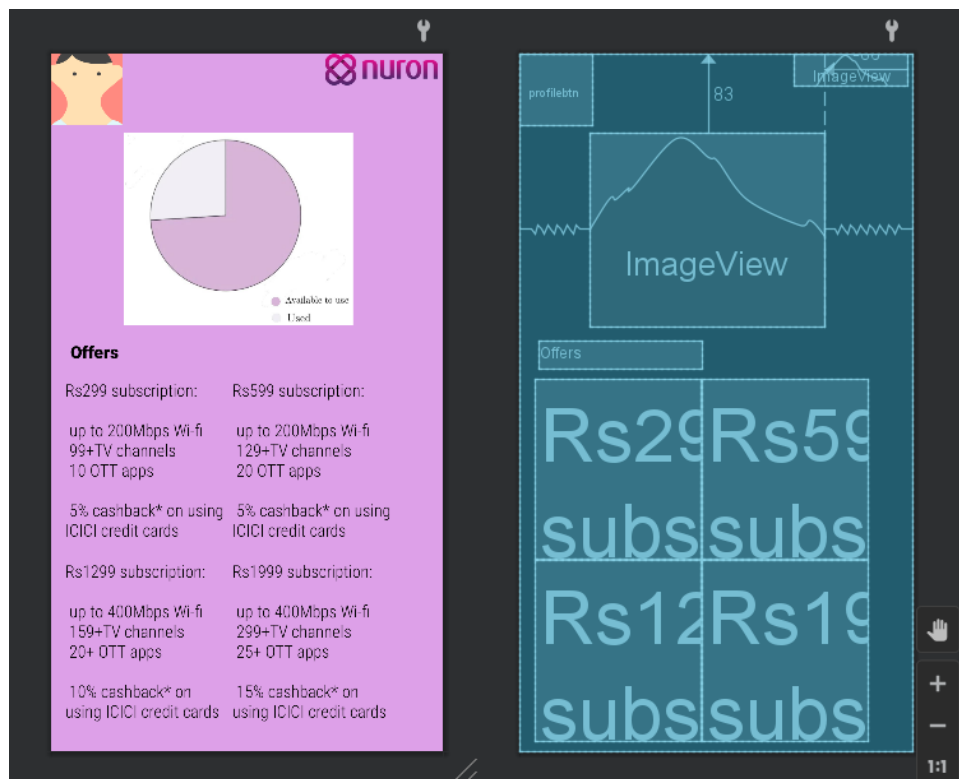 nuron
Available to use
Used
Offers
Rs299 subscription:
up to 200Mbps Wi-fi
99+TV channels
10 OTT apps
5% cashback* on using
ICICI credit cards
Rs599 subscription:
up to 200Mbps Wi-fi
129+TV channels
20 OTT apps
5% cashback* on using
ICICI credit cards
Rs1299 subscription:
up to 400Mbps Wi-fi
159+TV channels
20+ OTT apps
10% cashback* on
using ICICI credit cards
Rs1999 subscription:
up to 400Mbps Wi-fi
299+TV channels
25+ OTT apps
15% cashback* on
using ICICI credit cards
profilebtn
83
ImageView
ImageView
Offers
Rs29
subs
Rs59
subs
Rs12
subs
Rs19
subs
1:1